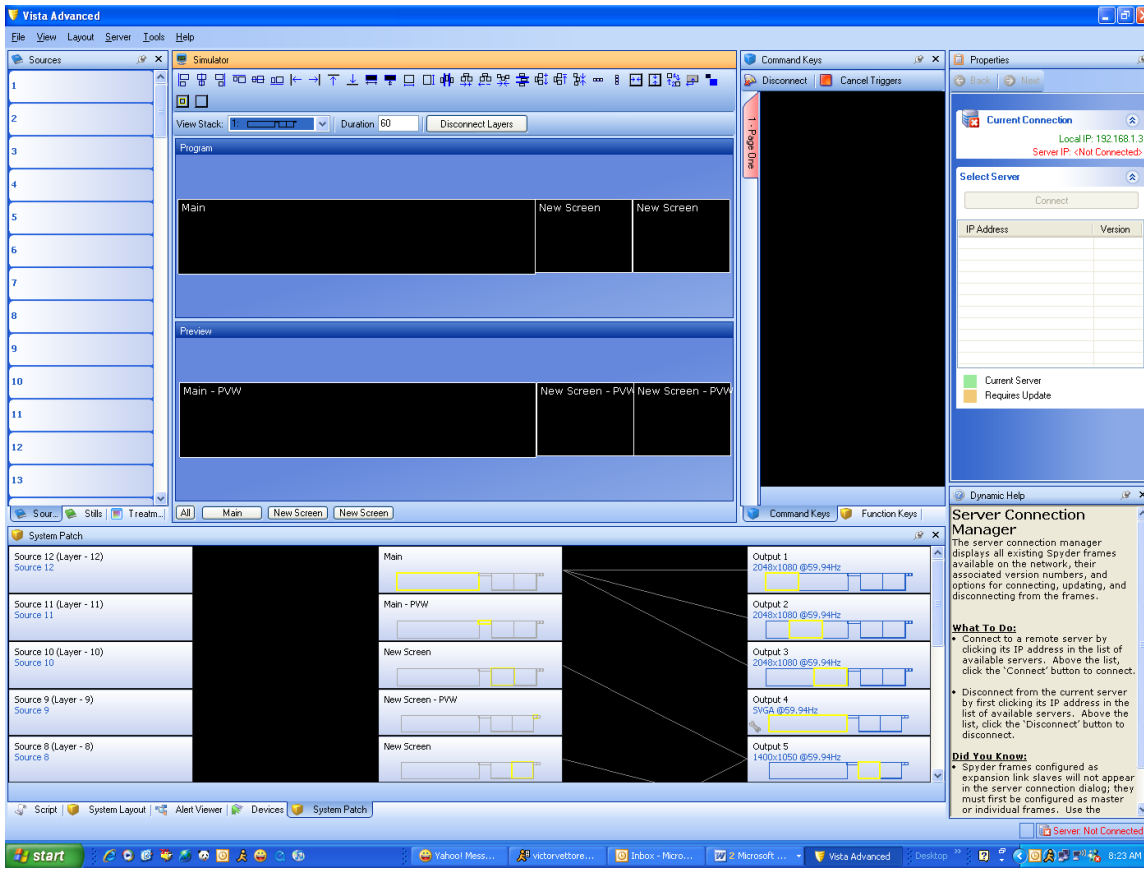 Vista Advanced
File View Layout Server Tools Help
Sources
1
2
3
4
5
6
7
8
9
10
11
12
13
Sour... Stills Treatm...
Simulator
View Stack: 1: Duration 60 Disconnect Layers
Program
Main New Screen New Screen
Preview
Main - PVW New Screen - PVW New Screen - PVW
All Main New Screen New Screen
Command Keys
Disconnect Cancel Triggers
1 - Page One
Command Keys Function Keys
Properties
Back Next
Current Connection
Local IP: 192.168.1.3
Server IP: <Not Connected>
Select Server
Connect
IP Address Version
Current Server
Requires Update
Dynamic Help
Server Connection
Manager
The server connection manager
displays all existing Spyder frames
available on the network, their
associated version numbers, and
options for connecting, updating, and
disconnecting from the frames.
What To Do:
• Connect to a remote server by
clicking its IP address in the list of
available servers. Above the list,
click the 'Connect' button to connect.
• Disconnect from the current server
by first clicking its IP address in the
list of available servers. Above the
list, click the 'Disconnect' button to
disconnect.
Did You Know:
• Spyder frames configured as
expansion link slaves will not appear
in the server connection dialog; they
must first be configured as master
or individual frames. Use the
System Patch
Source 12 (Layer - 12)
Source 12
Source 11 (Layer - 11)
Source 11
Source 10 (Layer - 10)
Source 10
Source 9 (Layer - 9)
Source 9
Source 8 (Layer - 8)
Source 8
Main
Main - PVW
New Screen
New Screen - PVW
New Screen
Output 1
2048x1080 @59.94Hz
Output 2
2048x1080 @59.94Hz
Output 3
2048x1080 @59.94Hz
Output 4
SVGA @59.94Hz
Output 5
1400x1050 @59.94Hz
Script System Layout Alert Viewer Devices System Patch
Server: Not Connected
start Yahoo! Mess... victorvettore... Inbox - Micro... 2 Microsoft ... Vista Advanced Desktop 8:23 AM